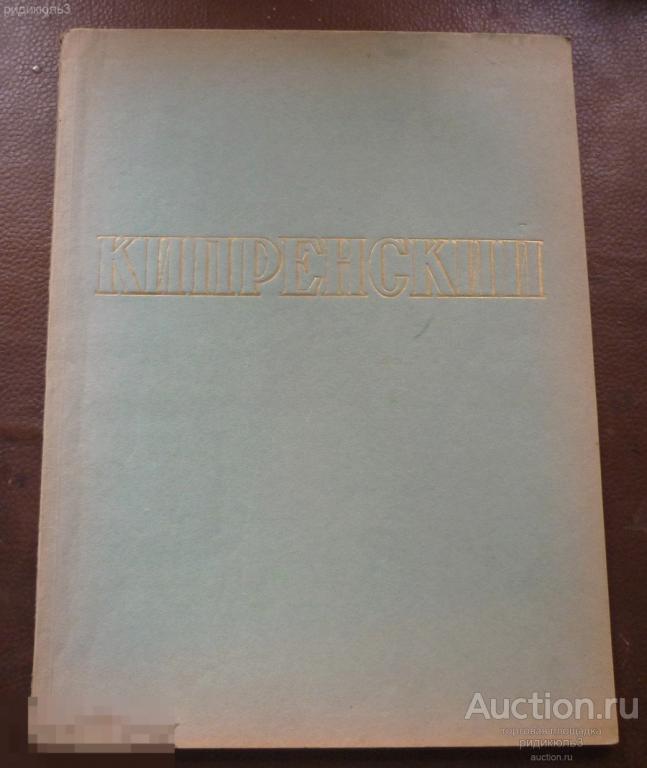 ридикюль3
КИПРЕНСКИЙ
Auction.ru
торговая площадка
ридикюль3
auction.ru